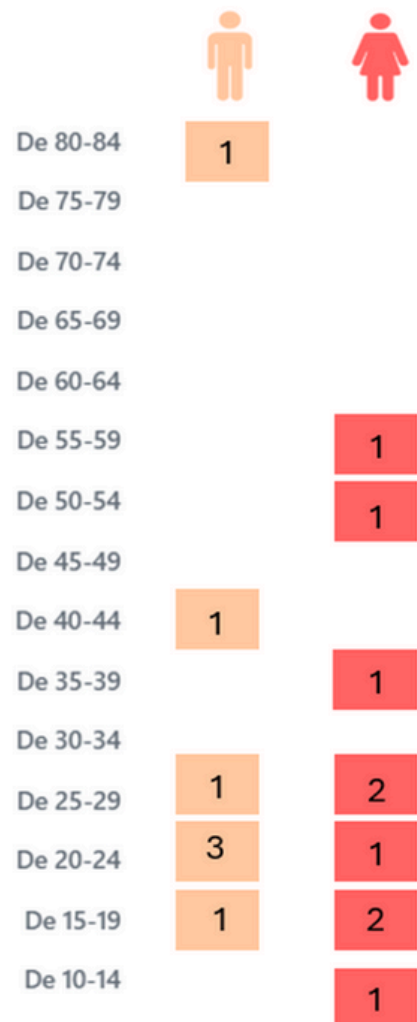 De 80-84 1
De 75-79
De 70-74
De 65-69
De 60-64
De 55-59 1
De 50-54 1
De 45-49
De 40-44 1
De 35-39 1
De 30-34
De 25-29 1 2
De 20-24 3 1
De 15-19 1 2
De 10-14 1